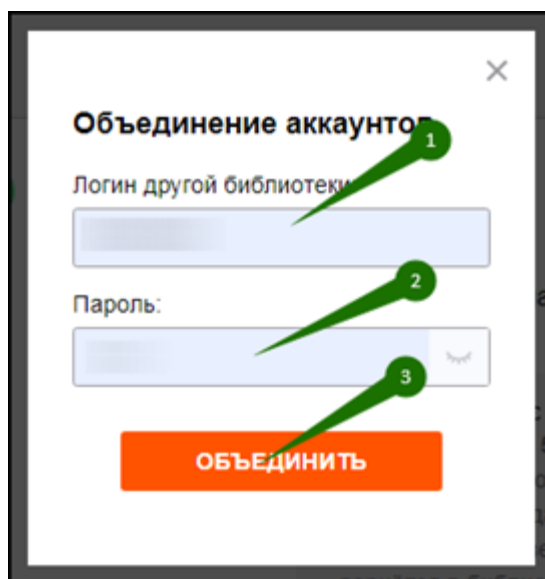 Объединение аккаунтов
1
Логин другой библиотеки
2
Пароль:
3
ОБЪЕДИНИТЬ